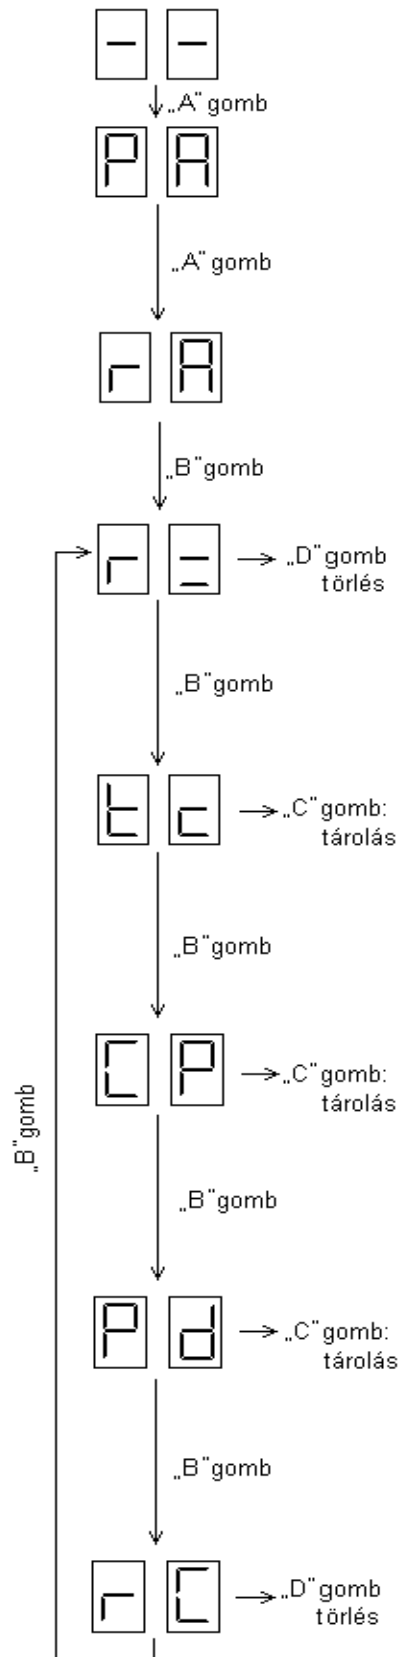 – –
„A” gomb
P A
„A” gomb
r A
„B” gomb
r =
„D” gomb
törlés
„B” gomb
t c
„C” gomb:
tárolás
„B” gomb
C P
„C” gomb:
tárolás
„B” gomb
„B” gomb
P d
„C” gomb:
tárolás
„B” gomb
r C
„D” gomb
törlés